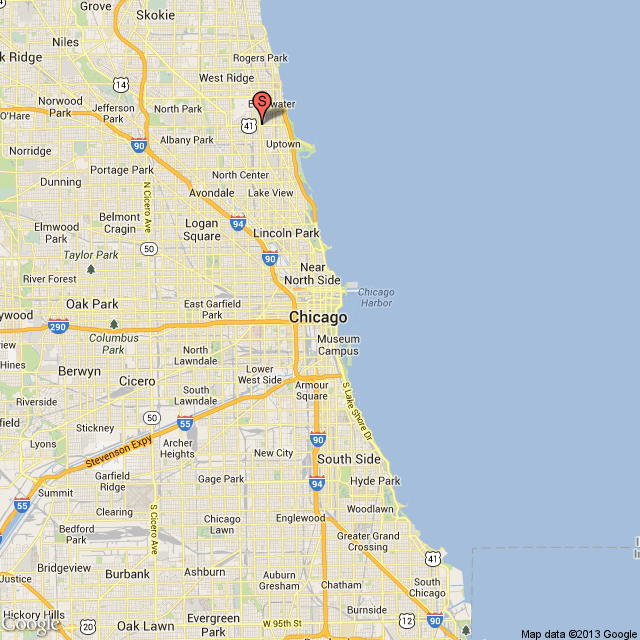 Grove
Skokie
Niles
Rogers Park
k Ridge
West Ridge
14
Norwood
Park
Jefferson
Park
North Park
S
Edgewater
O'Hare
41
90
Albany Park
Uptown
Norridge
Portage Park
Dunning
N Cicero Ave
North Center
Avondale
Lake View
Belmont
Cragin
Logan
Square
94
Elmwood
Park
Lincoln Park
50
Taylor Park
90
Near
North Side
River Forest
Chicago
Harbor
Oak Park
East Garfield
Park
ywood
Chicago
290
Columbus
Park
Museum
Campus
North
Lawndale
Hines
Berwyn
Cicero
Lower
West Side
South
Lawndale
Armour
Square
Riverside
S Lake Shore Dr
field
50
55
Stickney
Lyons
Archer
Heights
90
Stevenson Expy
New City
South Side
Garfield
Ridge
Gage Park
94
Hyde Park
Summit
55
S Cicero Ave
Clearing
Woodlawn
Chicago
Lawn
Englewood
Bedford
Park
Greater Grand
Crossing
41
Bridgeview
Justice
Burbank
Ashburn
Auburn
Gresham
Chatham
South
Chicago
Hickory Hills
Burnside
Evergreen
Park
W 95th St
12
90
Google
Oak Lawn
Map data ©2013 Google